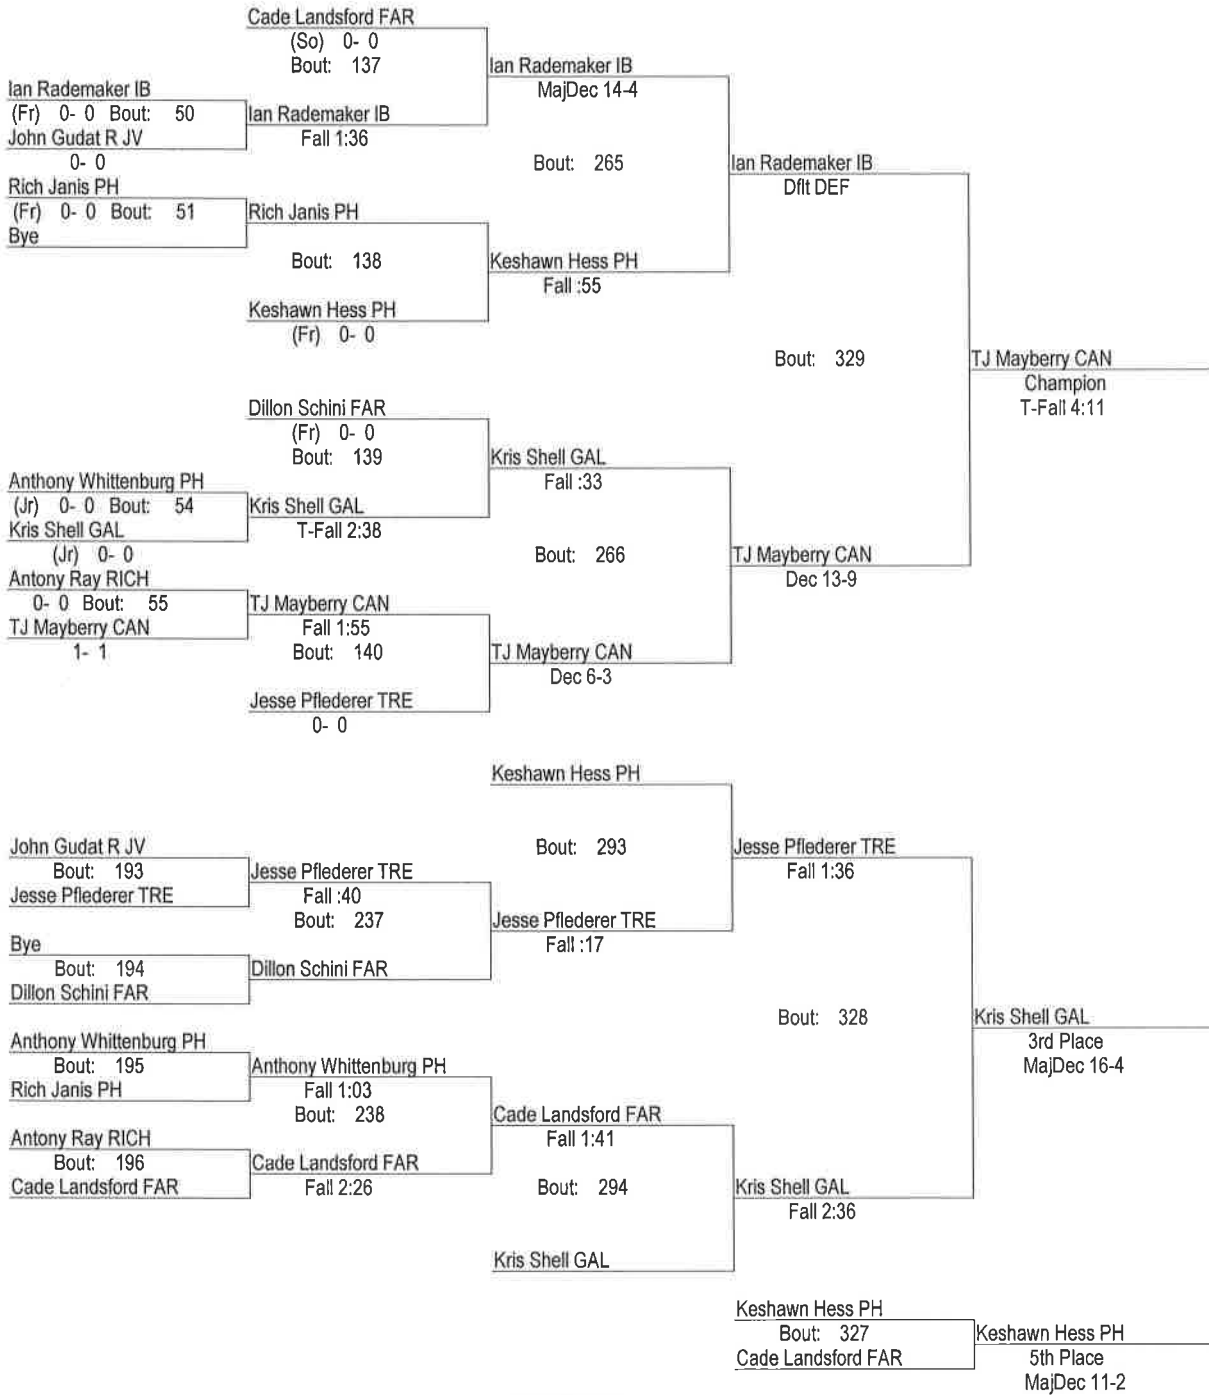 Cade Landsford FAR
(So) 0- 0
Bout: 137
Ian Rademaker IB
MajDec 14-4
Ian Rademaker IB
(Fr) 0- 0 Bout: 50
John Gudat R JV
0- 0
Ian Rademaker IB
Fall 1:36
Bout: 265
Ian Rademaker IB
Dflt DEF
Rich Janis PH
(Fr) 0- 0 Bout: 51
Bye
Rich Janis PH
Bout: 138
Keshawn Hess PH
Fall :55
Keshawn Hess PH
(Fr) 0- 0
Bout: 329
TJ Mayberry CAN
Champion
T-Fall 4:11
Dillon Schini FAR
(Fr) 0- 0
Bout: 139
Kris Shell GAL
Fall :33
Anthony Whittenburg PH
(Jr) 0- 0 Bout: 54
Kris Shell GAL
(Jr) 0- 0
Kris Shell GAL
T-Fall 2:38
Bout: 266
TJ Mayberry CAN
Dec 13-9
Antony Ray RICH
0- 0 Bout: 55
TJ Mayberry CAN
1- 1
TJ Mayberry CAN
Fall 1:55
Bout: 140
TJ Mayberry CAN
Dec 6-3
Jesse Pflederer TRE
0- 0
Keshawn Hess PH
Bout: 293
Jesse Pflederer TRE
Fall 1:36
John Gudat R JV
Bout: 193
Jesse Pflederer TRE
Jesse Pflederer TRE
Fall :40
Bout: 237
Jesse Pflederer TRE
Fall :17
Bye
Bout: 194
Dillon Schini FAR
Dillon Schini FAR
Bout: 328
Kris Shell GAL
3rd Place
MajDec 16-4
Anthony Whittenburg PH
Bout: 195
Rich Janis PH
Anthony Whittenburg PH
Fall 1:03
Bout: 238
Cade Landsford FAR
Fall 1:41
Antony Ray RICH
Bout: 196
Cade Landsford FAR
Cade Landsford FAR
Fall 2:26
Bout: 294
Kris Shell GAL
Fall 2:36
Kris Shell GAL
Keshawn Hess PH
Bout: 327
Cade Landsford FAR
Keshawn Hess PH
5th Place
MajDec 11-2